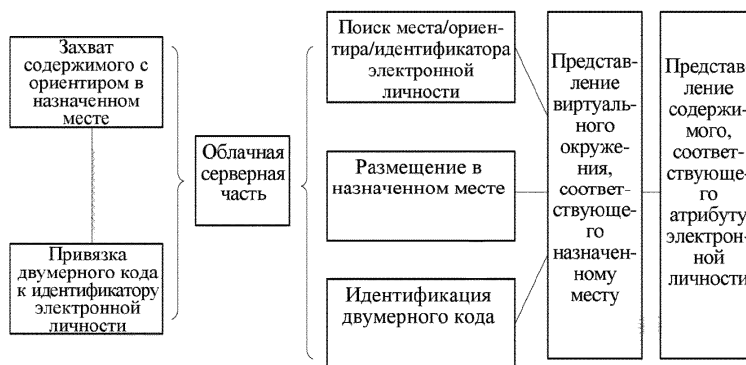 Захват
содержимого с
ориентиром в
назначенном
месте
Привязка
двумерного кода
к идентификатору
электронной
личности
Облачная
серверная
часть
Поиск места/ориен-
тира/идентификатора
электронной
личности
Размещение в
назначенном месте
Идентификация
двумерного кода
Представ-
ление
виртуаль-
ного
окруже-
ния,
соответ-
ствующего
назначен-
ному
месту
Представ-
ление
содержи-
мого,
соответ-
ствующе-
го
атрибуту
электрон-
ной
личности